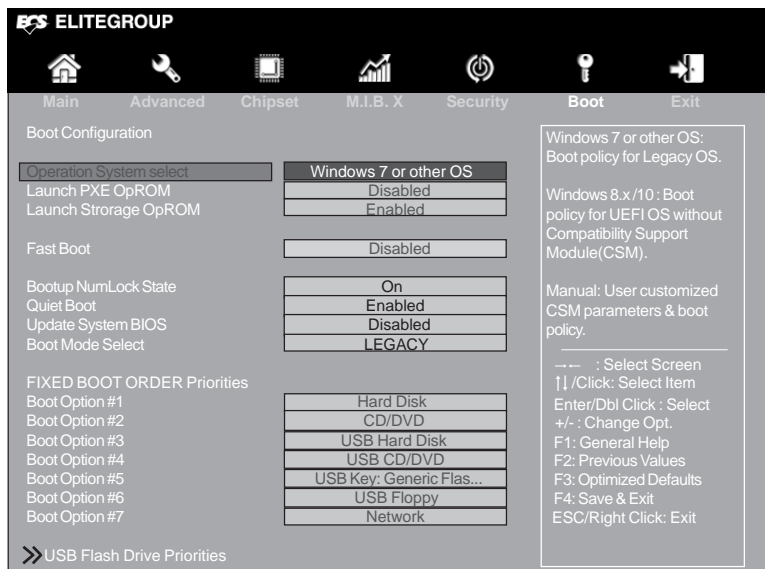 ECS ELITEGROUP
Main Advanced Chipset M.I.B. X Security Boot Exit
Boot Configuration
Operation System select Windows 7 or other OS
Launch PXE OpROM Disabled
Launch Strorage OpROM Enabled
Fast Boot Disabled
Bootup NumLock State On
Quiet Boot Enabled
Update System BIOS Disabled
Boot Mode Select LEGACY
FIXED BOOT ORDER Priorities
Boot Option #1 Hard Disk
Boot Option #2 CD/DVD
Boot Option #3 USB Hard Disk
Boot Option #4 USB CD/DVD
Boot Option #5 USB Key: Generic Flas...
Boot Option #6 USB Floppy
Boot Option #7 Network
USB Flash Drive Priorities
Windows 7 or other OS:
Boot policy for Legacy OS.
Windows 8.x /10 : Boot
policy for UEFI OS without
Compatibility Support
Module(CSM).
Manual: User customized
CSM parameters & boot
policy.
→← : Select Screen
↑↓/Click: Select Item
Enter/Dbl Click : Select
+/- : Change Opt.
F1: General Help
F2: Previous Values
F3: Optimized Defaults
F4: Save & Exit
ESC/Right Click: Exit